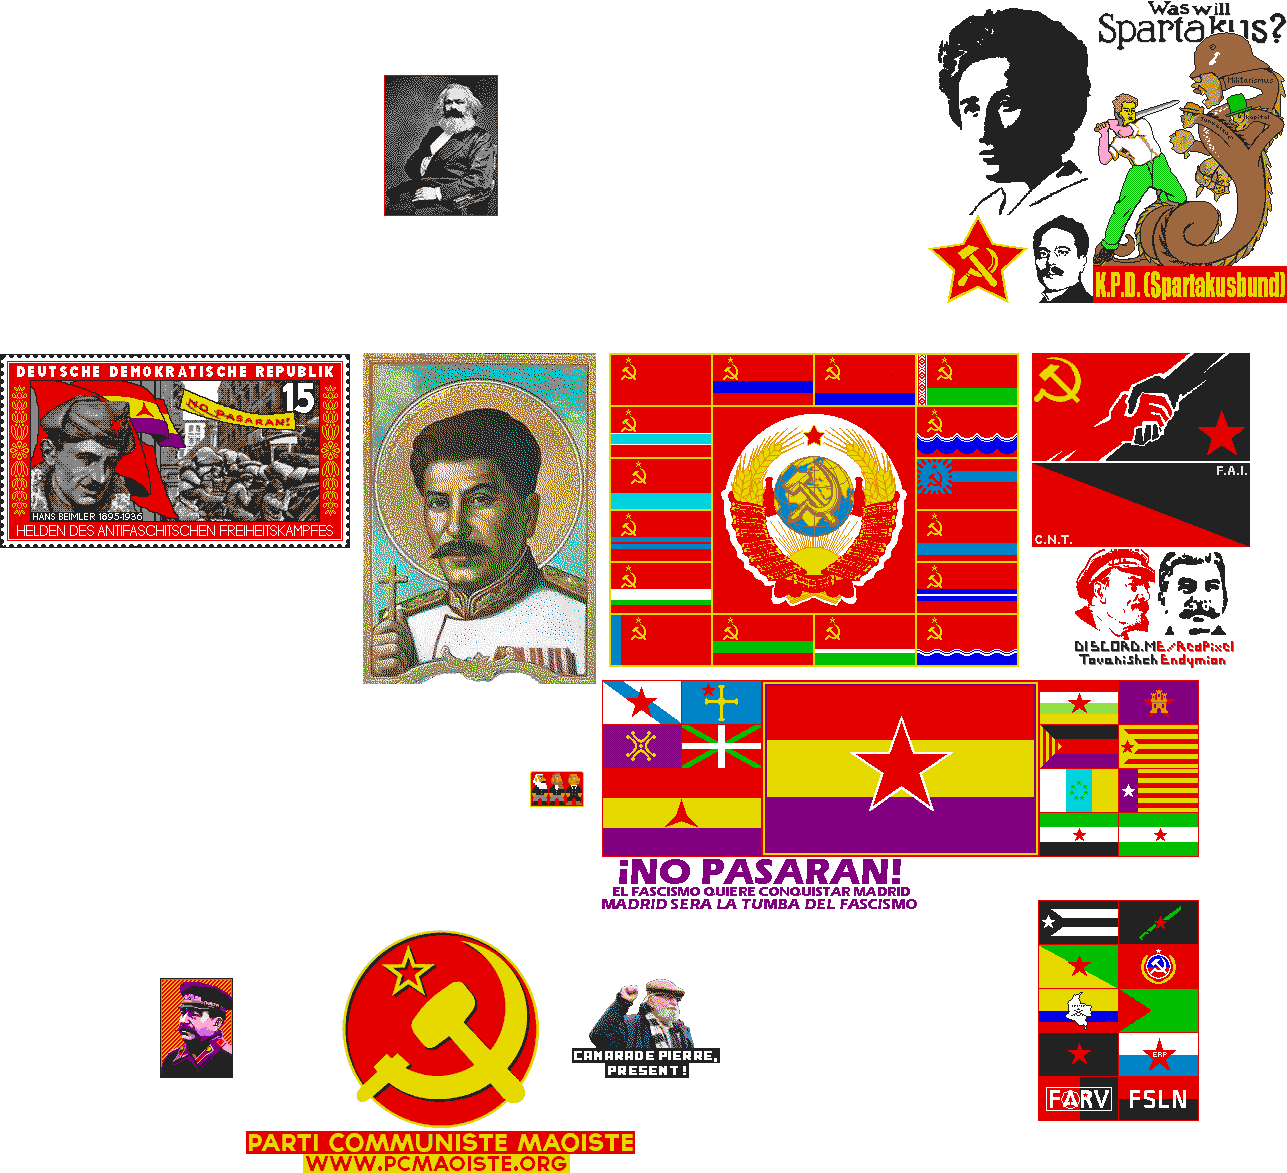 Was will
Spartakus?
Militarismus
Junkertum
Kapital
K.P.D. (Spartakusbund)
DEUTSCHE DEMOKRATISCHE REPUBLIK
15
NO PASARAN!
HANS BEIMLER 1895-1936
HELDEN DES ANTIFASCHITSCHEN FREIHEITSKAMPFES
F.A.I.
C.N.T.
DISCORD.ME/RedPixel
Tovarishch Endymion
¡NO PASARAN!
EL FASCISMO QUIERE CONQUISTAR MADRID
MADRID SERA LA TUMBA DEL FASCISMO
CAMARADE PIERRE,
PRESENT!
ERP
FARV
FSLN
PARTI COMMUNISTE MAOISTE
WWW.PCMAOISTE.ORG